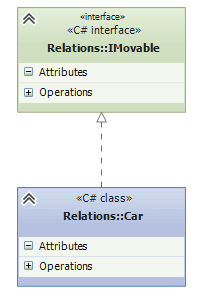 «interface»
«C# interface»
Relations::IMovable
Attributes
Operations
«C# class»
Relations::Car
Attributes
Operations